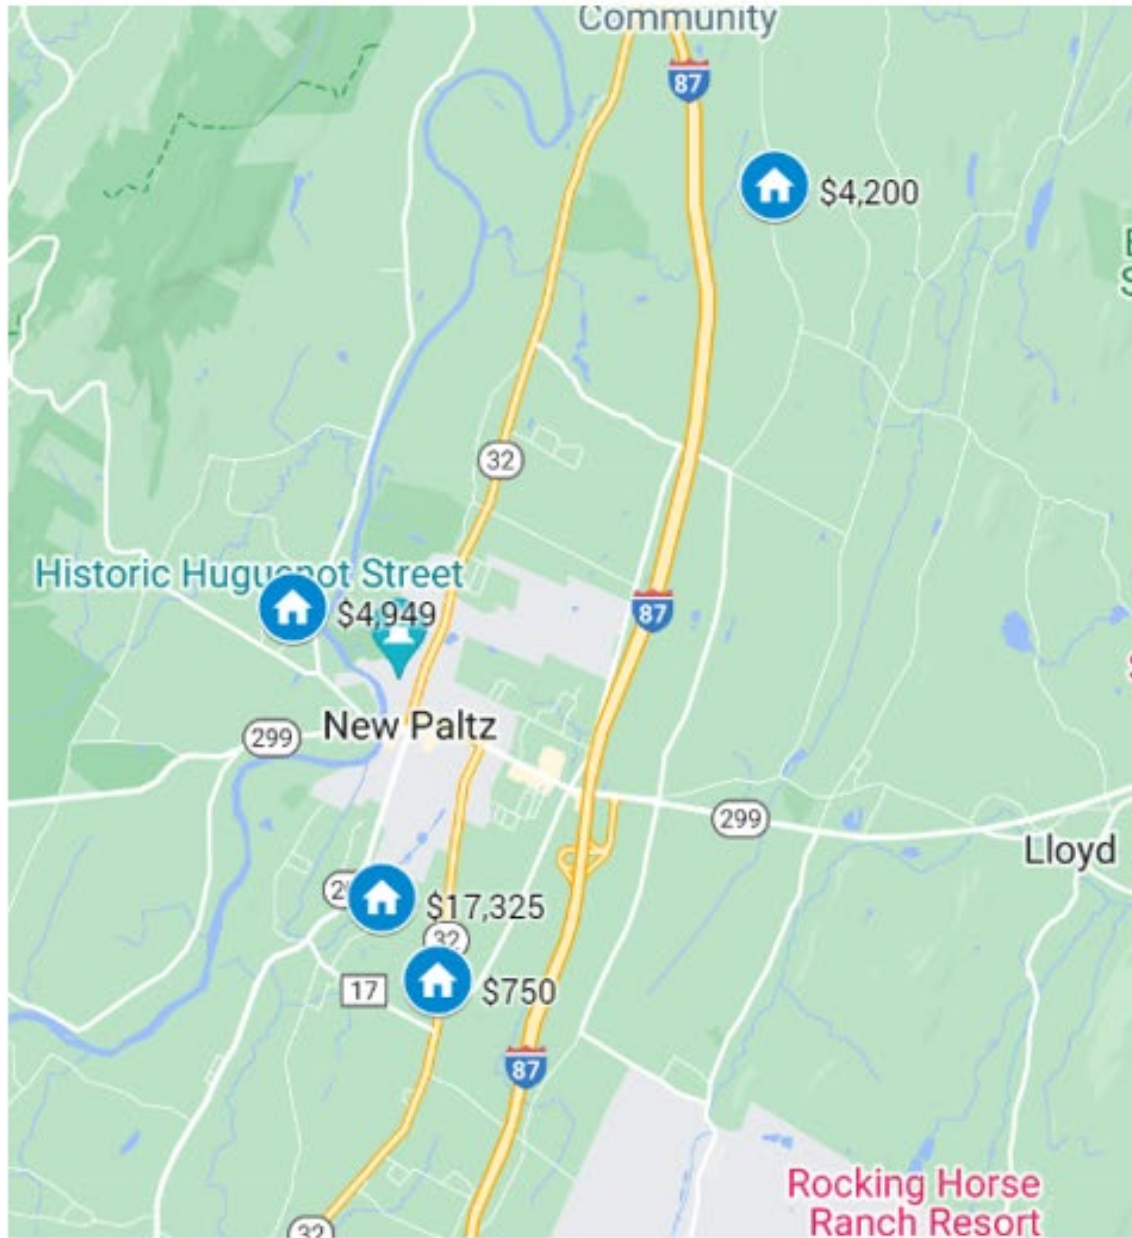 Community
87
$4,200
32
Historic Huguenot Street
$4,949
87
New Paltz
299
299
Lloyd
$17,325
32
17
$750
87
Rocking Horse
Ranch Resort
32